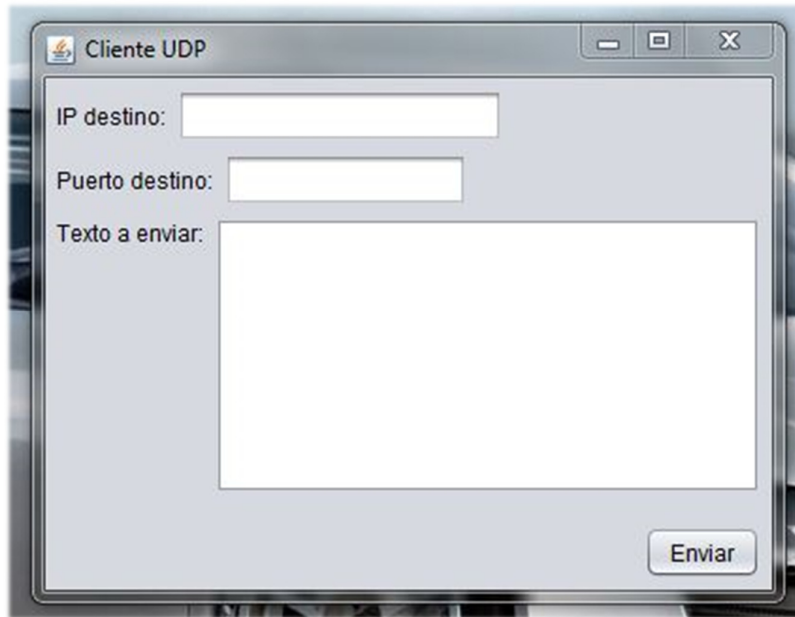 Cliente UDP
IP destino:
Puerto destino:
Texto a enviar:
Enviar